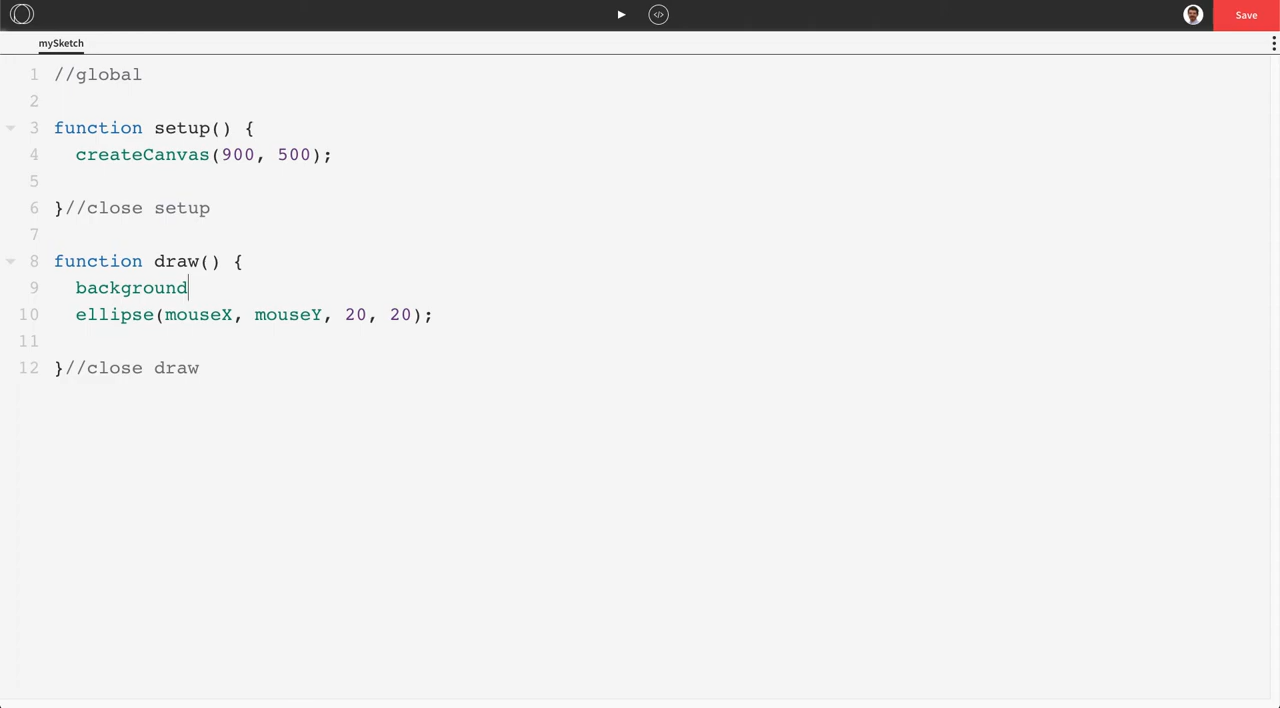 </> Save
mySketch
1 //global
2
3 function setup() {
4 createCanvas(900, 500);
5
6 }//close setup
7
8 function draw() {
9 background
10 ellipse(mouseX, mouseY, 20, 20);
11
12 }//close draw